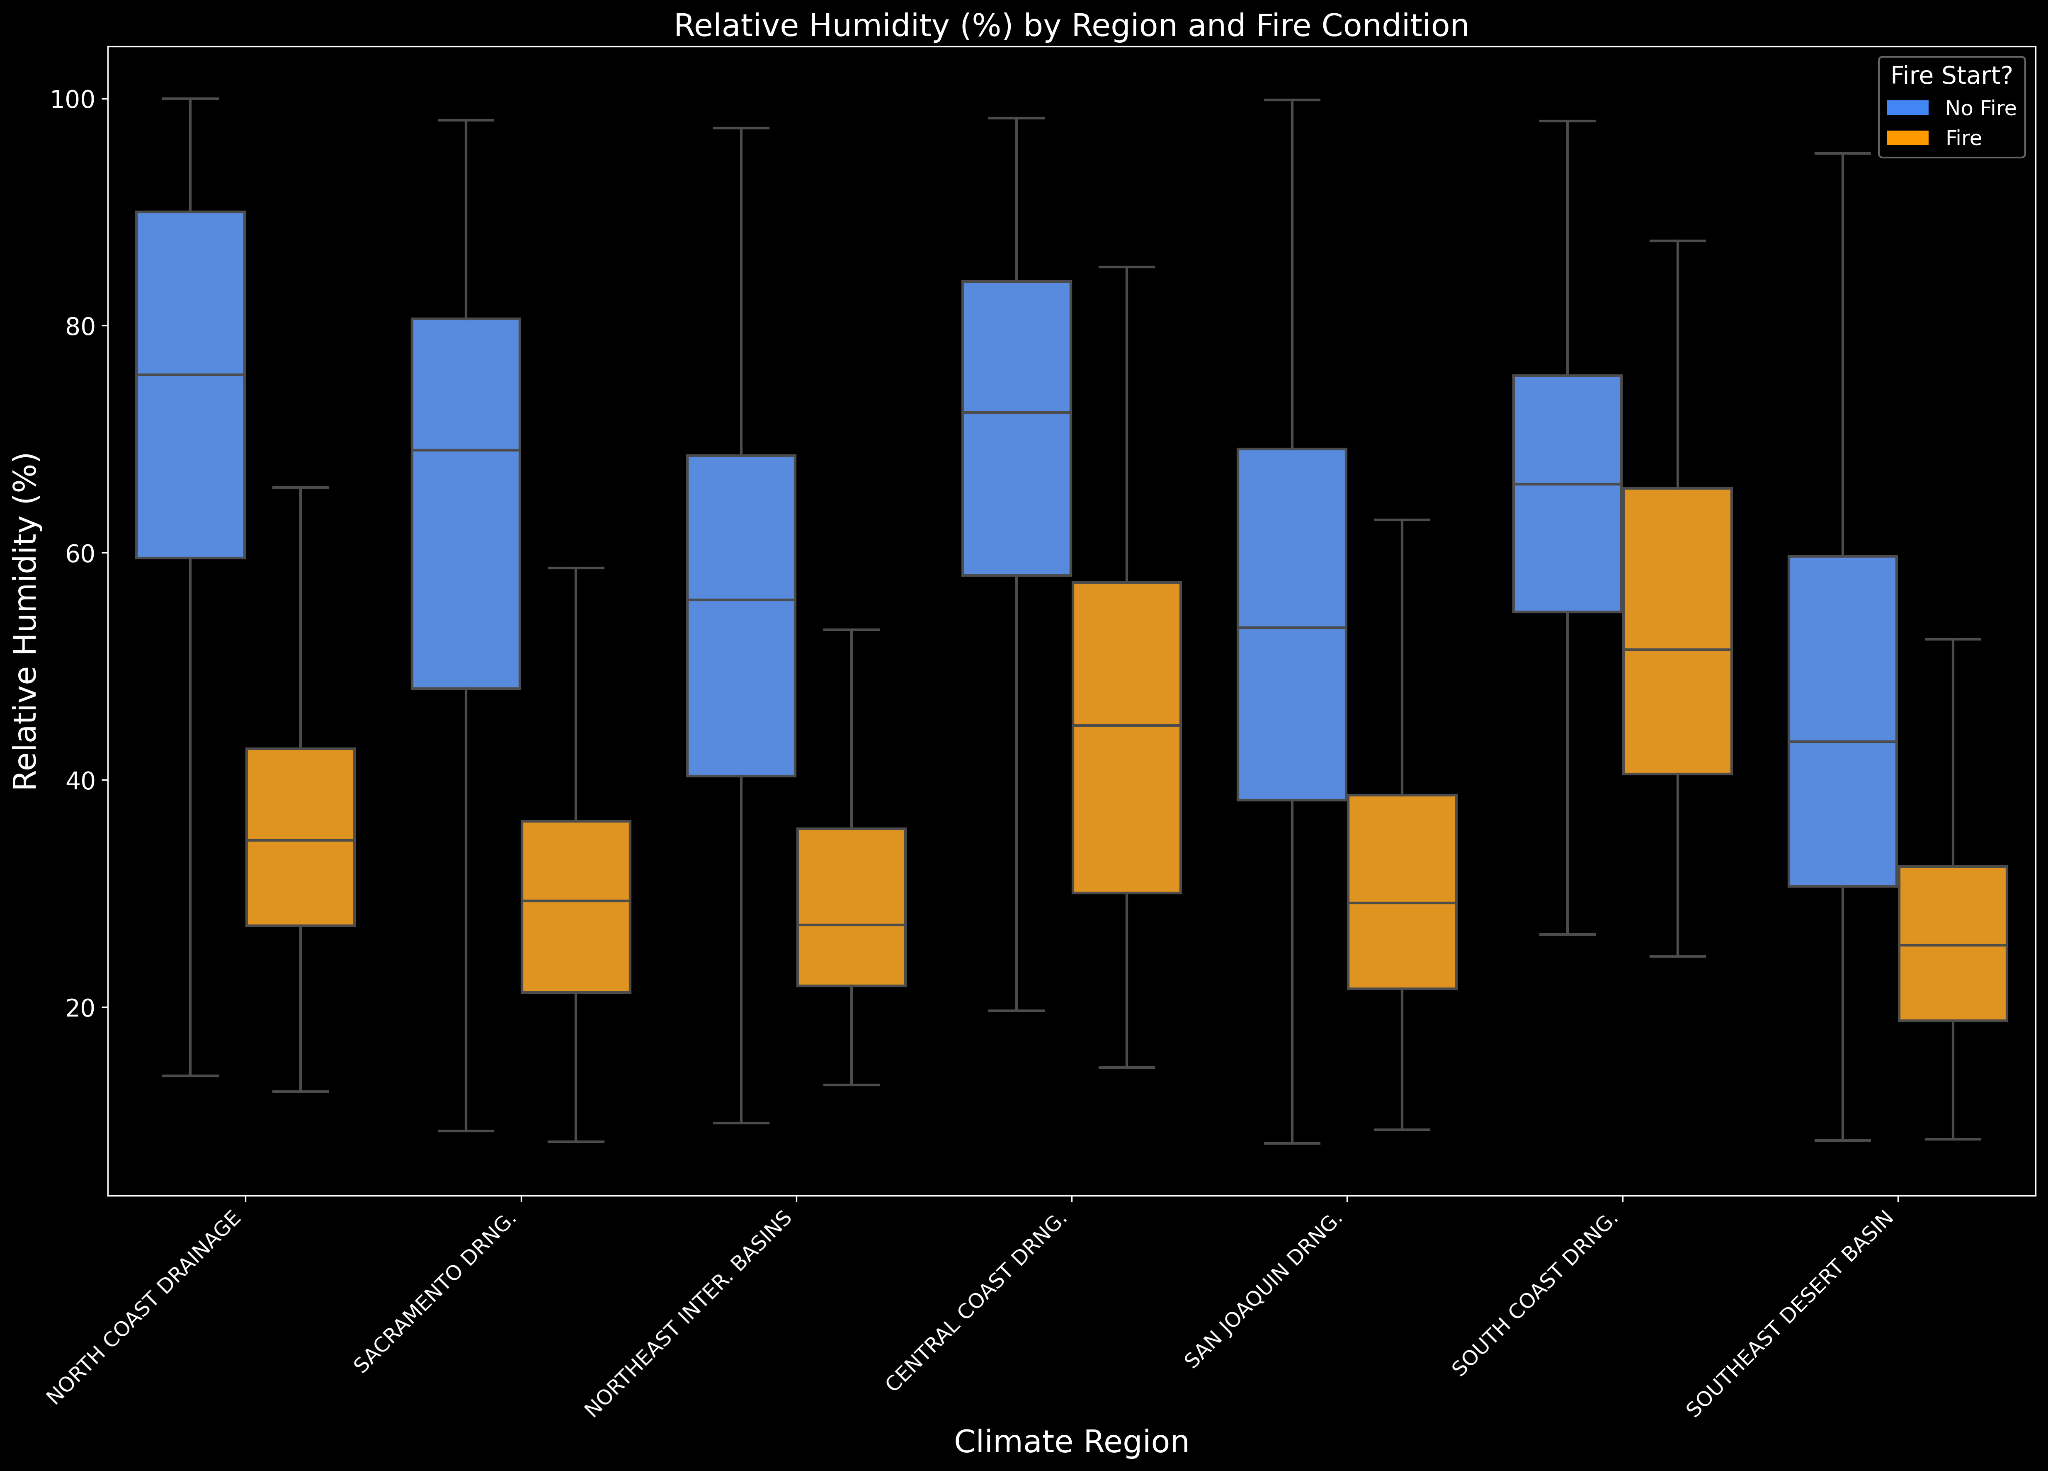 Relative Humidity (%) by Region and Fire Condition
Fire Start?
No Fire
Fire
Relative Humidity (%)
100
80
60
40
20
NORTH COAST DRAINAGE
SACRAMENTO DRNG.
NORTHEAST INTER. BASINS
CENTRAL COAST DRNG.
SAN JOAQUIN DRNG.
SOUTH COAST DRNG.
SOUTHEAST DESERT BASIN
Climate Region